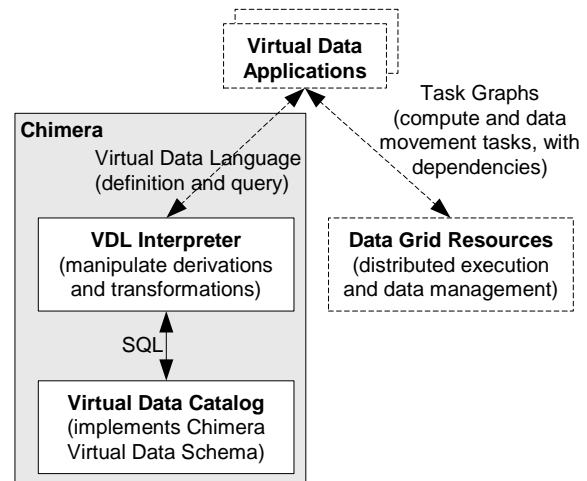 Virtual Data
Applications
Task Graphs
(compute and data
movement tasks, with
dependencies)
Chimera
Virtual Data Language
(definition and query)
VDL Interpreter
(manipulate derivations
and transformations)
Data Grid Resources
(distributed execution
and data management)
SQL
Virtual Data Catalog
(implements Chimera
Virtual Data Schema)